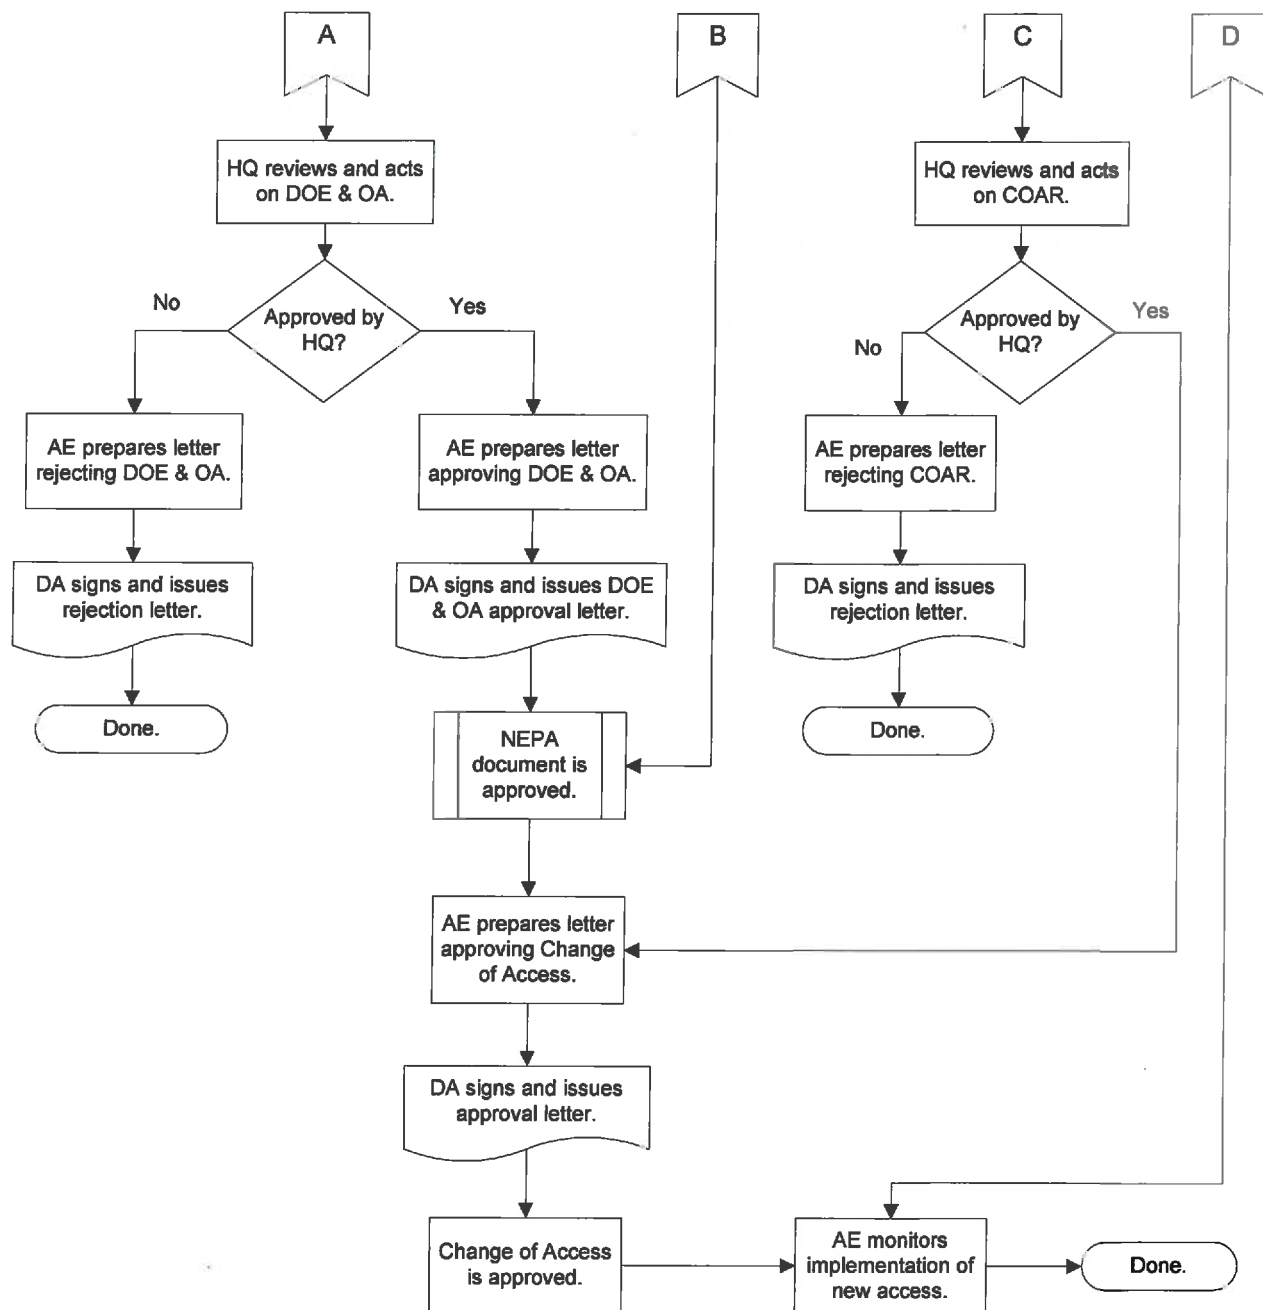 A
B
C
D
HQ reviews and acts
on DOE & OA.
HQ reviews and acts
on COAR.
No
Yes
Approved by
HQ?
No
Yes
Approved by
HQ?
AE prepares letter
rejecting DOE & OA.
AE prepares letter
approving DOE & OA.
AE prepares letter
rejecting COAR.
DA signs and issues
rejection letter.
DA signs and issues DOE
& OA approval letter.
DA signs and issues
rejection letter.
Done.
NEPA
document is
approved.
Done.
AE prepares letter
approving Change
of Access.
DA signs and issues
approval letter.
Change of Access
is approved.
AE monitors
implementation of
new access.
Done.